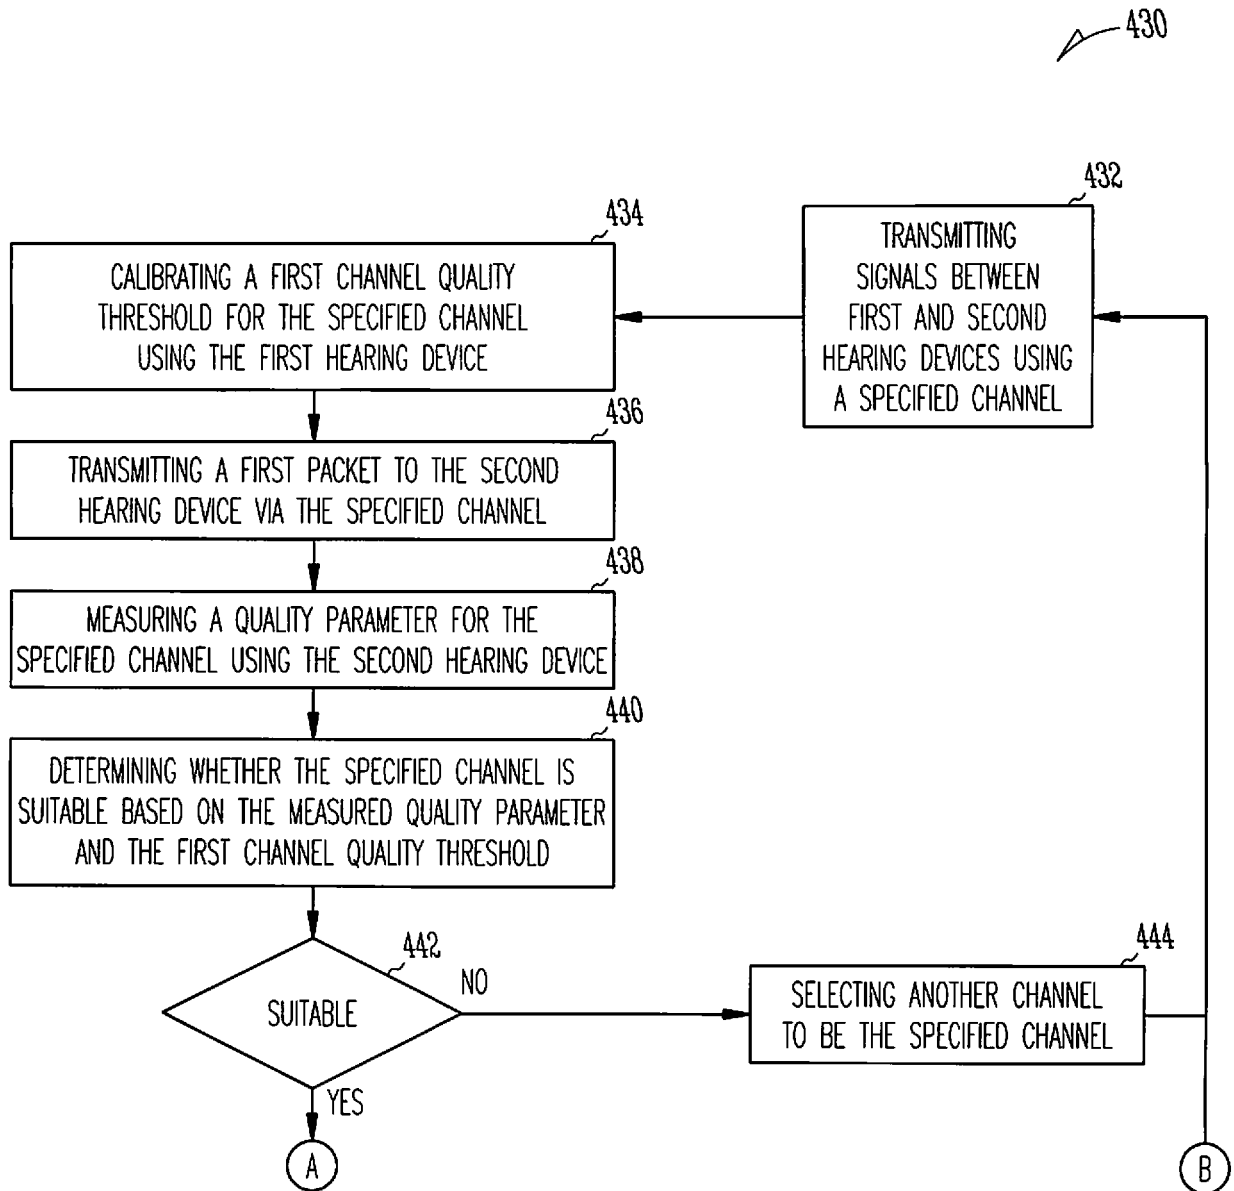 430
432
TRANSMITTING
SIGNALS BETWEEN
FIRST AND SECOND
HEARING DEVICES USING
A SPECIFIED CHANNEL
434
CALIBRATING A FIRST CHANNEL QUALITY
THRESHOLD FOR THE SPECIFIED CHANNEL
USING THE FIRST HEARING DEVICE
436
TRANSMITTING A FIRST PACKET TO THE SECOND
HEARING DEVICE VIA THE SPECIFIED CHANNEL
438
MEASURING A QUALITY PARAMETER FOR THE
SPECIFIED CHANNEL USING THE SECOND HEARING DEVICE
440
DETERMINING WHETHER THE SPECIFIED CHANNEL IS
SUITABLE BASED ON THE MEASURED QUALITY PARAMETER
AND THE FIRST CHANNEL QUALITY THRESHOLD
442
SUITABLE
NO
444
SELECTING ANOTHER CHANNEL
TO BE THE SPECIFIED CHANNEL
YES
A
B